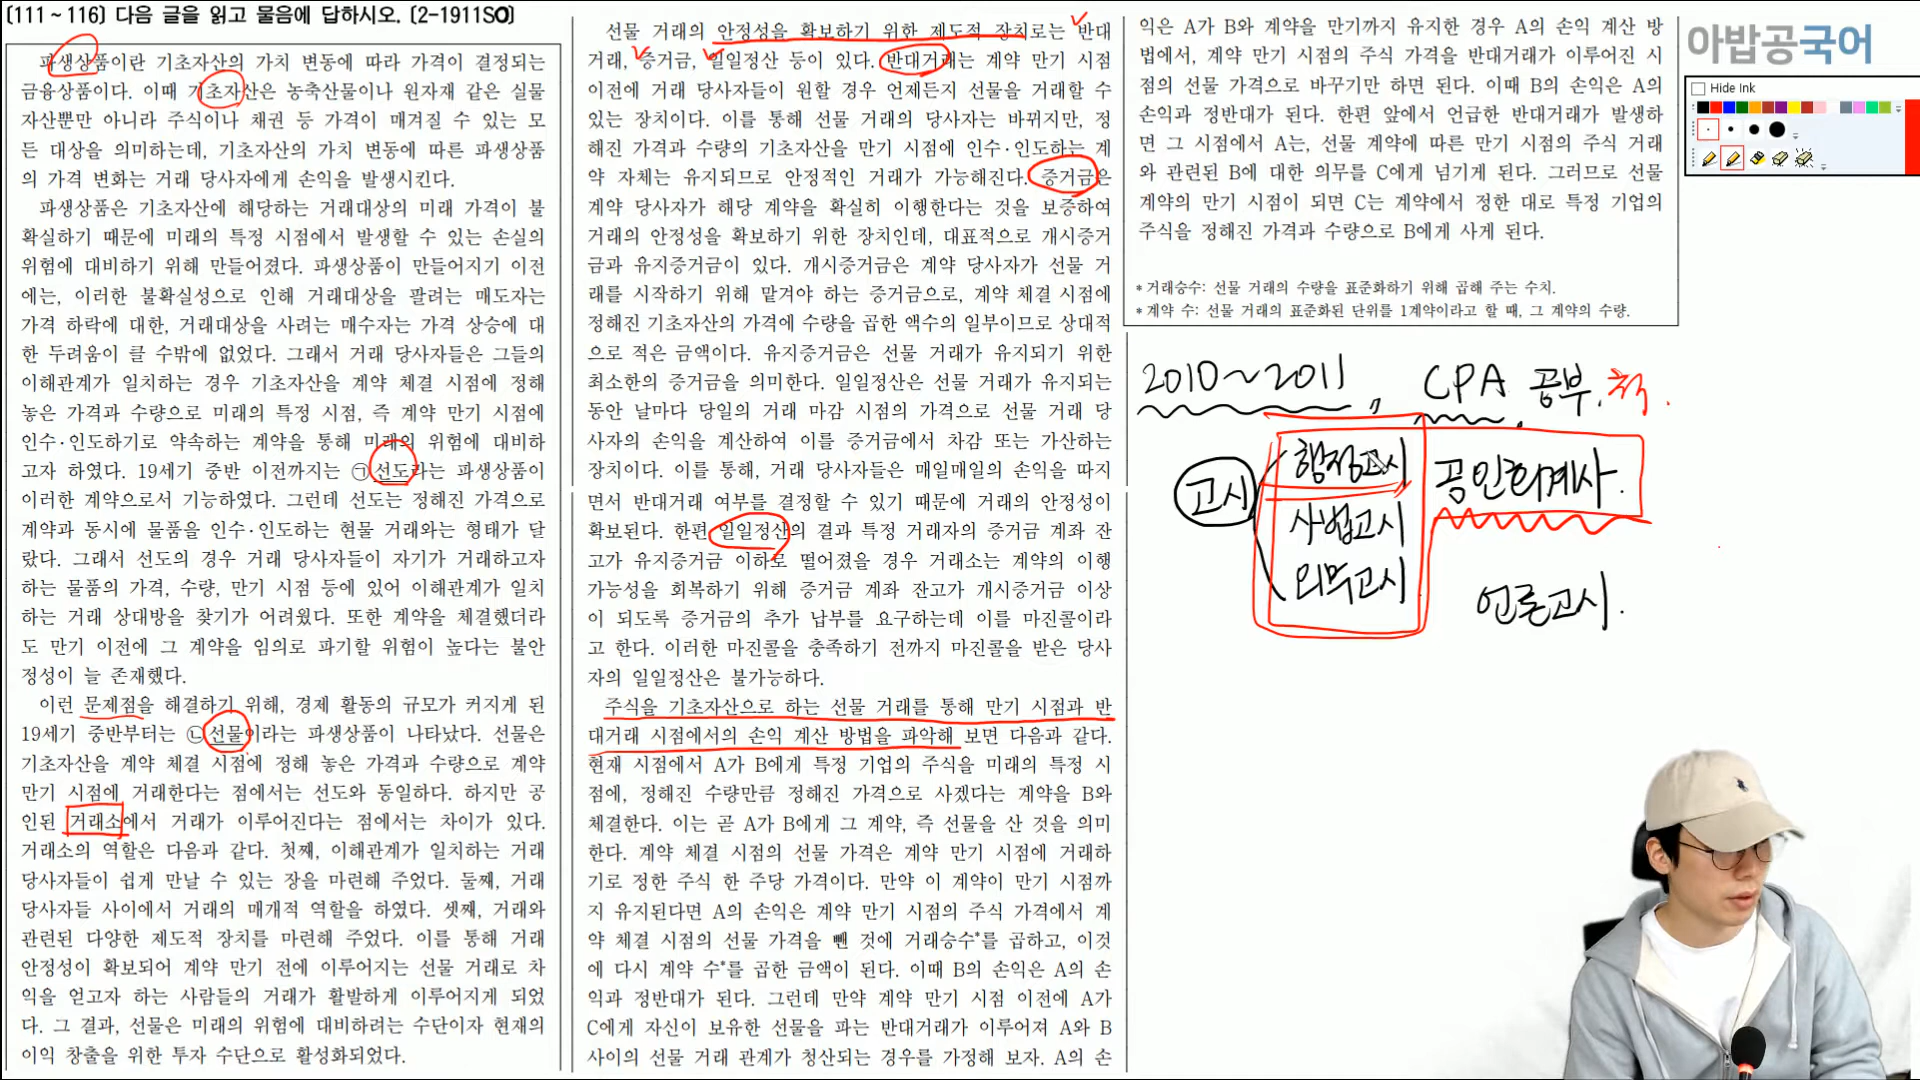 [111 ~ 116] 다음 글을 읽고 물음에 답하시오. [2-1911SO]
파생상품이란 기초자산의 가치 변동에 따라 가격이 결정되는
금융상품이다. 이때 기초자산은 농축산물이나 원자재 같은 실물
자산뿐만 아니라 주식이나 채권 등 가격이 매겨질 수 있는 모
든 대상을 의미하는데, 기초자산의 가치 변동에 따른 파생상품
의 가격 변화는 거래 당사자에게 손익을 발생시킨다.
파생상품은 기초자산에 해당하는 거래대상의 미래 가격이 불
확실하기 때문에 미래의 특정 시점에서 발생할 수 있는 손실의
위험에 대비하기 위해 만들어졌다. 파생상품이 만들어지기 이전
에는, 이러한 불확실성으로 인해 거래대상을 팔려는 매도자는
가격 하락에 대한, 거래대상을 사려는 매수자는 가격 상승에 대
한 두려움이 클 수밖에 없었다. 그래서 거래 당사자들은 그들의
이해관계가 일치하는 경우 기초자산을 계약 체결 시점에 정해
놓은 가격과 수량으로 미래의 특정 시점, 즉 계약 만기 시점에
인수·인도하기로 약속하는 계약을 통해 미래의 위험에 대비하
고자 하였다. 19세기 중반 이전까지는 ㉠선도라는 파생상품이
이러한 계약으로서 기능하였다. 그런데 선도는 정해진 가격으로
계약과 동시에 물품을 인수·인도하는 현물 거래와는 형태가 달
랐다. 그래서 선도의 경우 거래 당사자들이 자기가 거래하고자
하는 물품의 가격, 수량, 만기 시점 등에 있어 이해관계가 일치
하는 거래 상대방을 찾기가 어려웠다. 또한 계약을 체결했더라
도 만기 이전에 그 계약을 임의로 파기할 위험이 높다는 불안
정성이 늘 존재했다.
이런 문제점을 해결하기 위해, 경제 활동의 규모가 커지게 된
19세기 중반부터는 ㉡선물이라는 파생상품이 나타났다. 선물은
기초자산을 계약 체결 시점에 정해 놓은 가격과 수량으로 계약
만기 시점에 거래한다는 점에서는 선도와 동일하다. 하지만 공
인된 거래소에서 거래가 이루어진다는 점에서는 차이가 있다.
거래소의 역할은 다음과 같다. 첫째, 이해관계가 일치하는 거래
당사자들이 쉽게 만날 수 있는 장을 마련해 주었다. 둘째, 거래
당사자들 사이에서 거래의 매개적 역할을 하였다. 셋째, 거래와
관련된 다양한 제도적 장치를 마련해 주었다. 이를 통해 거래
안정성이 확보되어 계약 만기 전에 이루어지는 선물 거래로 차
익을 얻고자 하는 사람들의 거래가 활발하게 이루어지게 되었
다. 그 결과, 선물은 미래의 위험에 대비하려는 수단이자 현재의
이익 창출을 위한 투자 수단으로 활성화되었다.
선물 거래의 안정성을 확보하기 위한 제도적 장치로는 반대
거래, 증거금, 일일정산 등이 있다. 반대거래는 계약 만기 시점
이전에 거래 당사자들이 원할 경우 언제든지 선물을 거래할 수
있는 장치이다. 이를 통해 선물 거래의 당사자는 바뀌지만, 정
해진 가격과 수량의 기초자산을 만기 시점에 인수·인도하는 계
약 자체는 유지되므로 안정적인 거래가 가능해진다. 증거금은
계약 당사자가 해당 계약을 확실히 이행한다는 것을 보증하여
거래의 안정성을 확보하기 위한 장치인데, 대표적으로 개시증거
금과 유지증거금이 있다. 개시증거금은 계약 당사자가 선물 거
래를 시작하기 위해 맡겨야 하는 증거금으로, 계약 체결 시점에
정해진 기초자산의 가격에 수량을 곱한 액수의 일부이므로 상대적
으로 적은 금액이다. 유지증거금은 선물 거래가 유지되기 위한
최소한의 증거금을 의미한다. 일일정산은 선물 거래가 유지되는
동안 날마다 당일의 거래 마감 시점의 가격으로 선물 거래 당
사자의 손익을 계산하여 이를 증거금에서 차감 또는 가산하는
장치이다. 이를 통해, 거래 당사자들은 매일매일의 손익을 따지
면서 반대거래 여부를 결정할 수 있기 때문에 거래의 안정성이
확보된다. 한편 일일정산의 결과 특정 거래자의 증거금 계좌 잔
고가 유지증거금 이하로 떨어졌을 경우 거래소는 계약의 이행
가능성을 회복하기 위해 증거금 계좌 잔고가 개시증거금 이상
이 되도록 증거금의 추가 납부를 요구하는데 이를 마진콜이라
고 한다. 이러한 마진콜을 충족하기 전까지 마진콜을 받은 당사
자의 일일정산은 불가능하다.
주식을 기초자산으로 하는 선물 거래를 통해 만기 시점과 반
대거래 시점에서의 손익 계산 방법을 파악해 보면 다음과 같다.
현재 시점에서 A가 B에게 특정 기업의 주식을 미래의 특정 시
점에, 정해진 수량만큼 정해진 가격으로 사겠다는 계약을 B와
체결한다. 이는 곧 A가 B에게 그 계약, 즉 선물을 산 것을 의미
한다. 계약 체결 시점의 선물 가격은 계약 만기 시점에 거래하
기로 정한 주식 한 주당 가격이다. 만약 이 계약이 만기 시점까
지 유지된다면 A의 손익은 계약 만기 시점의 주식 가격에서 계
약 체결 시점의 선물 가격을 뺀 것에 거래승수*를 곱하고, 이것
에 다시 계약 수*를 곱한 금액이 된다. 이때 B의 손익은 A의 손
익과 정반대가 된다. 그런데 만약 계약 만기 시점 이전에 A가
C에게 자신이 보유한 선물을 파는 반대거래가 이루어져 A와 B
사이의 선물 거래 관계가 청산되는 경우를 가정해 보자. A의 손
익은 A가 B와 계약을 만기까지 유지한 경우 A의 손익 계산 방
법에서, 계약 만기 시점의 주식 가격을 반대거래가 이루어진 시
점의 선물 가격으로 바꾸기만 하면 된다. 이때 B의 손익은 A의
손익과 정반대가 된다. 한편 앞에서 언급한 반대거래가 발생하
면 그 시점에서 A는, 선물 계약에 따른 만기 시점의 주식 거래
와 관련된 B에 대한 의무를 C에게 넘기게 된다. 그러므로 선물
계약의 만기 시점이 되면 C는 계약에서 정한 대로 특정 기업의
주식을 정해진 가격과 수량으로 B에게 사게 된다.
* 거래승수: 선물 거래의 수량을 표준화하기 위해 곱해 주는 수치.
* 계약 수: 선물 거래의 표준화된 단위를 1계약이라고 할 때, 그 계약의 수량.
아밥공국어
Hide Ink
2010~2011, CPA 공부.
고시
행정고시
사법고시
외무고시
공인회계사.
언론고시.